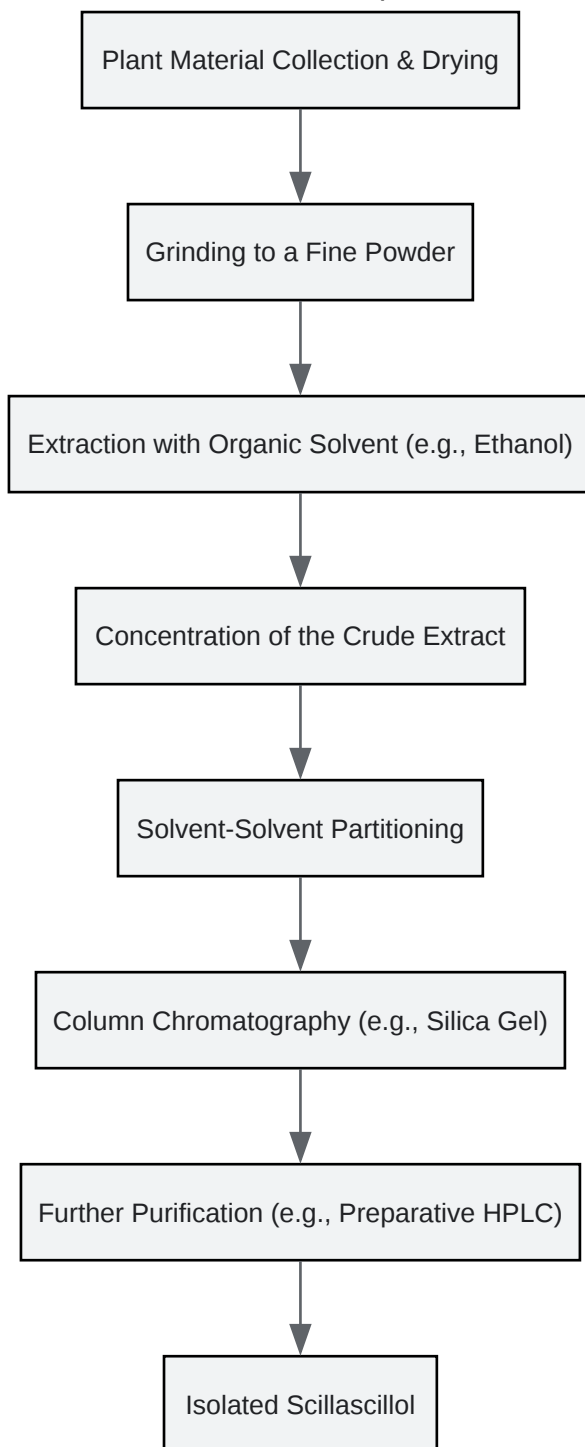 Plant Material Collection & Drying
Grinding to a Fine Powder
Extraction with Organic Solvent (e.g., Ethanol)
Concentration of the Crude Extract
Solvent-Solvent Partitioning
Column Chromatography (e.g., Silica Gel)
Further Purification (e.g., Preparative HPLC)
Isolated Scillascillol